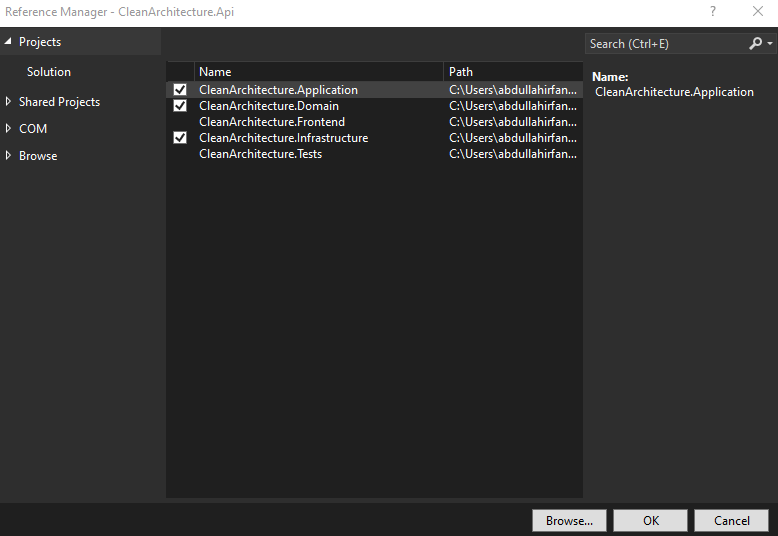 Reference Manager - CleanArchitecture.Api ?
Projects
Search (Ctrl+E)
Solution
Shared Projects
COM
Browse
Name Path
CleanArchitecture.Application C:\Users\abdullahirfan...
CleanArchitecture.Domain C:\Users\abdullahirfan...
CleanArchitecture.Frontend C:\Users\abdullahirfan...
CleanArchitecture.Infrastructure C:\Users\abdullahirfan...
CleanArchitecture.Tests C:\Users\abdullahirfan...
Name:
CleanArchitecture.Application
Browse... OK Cancel